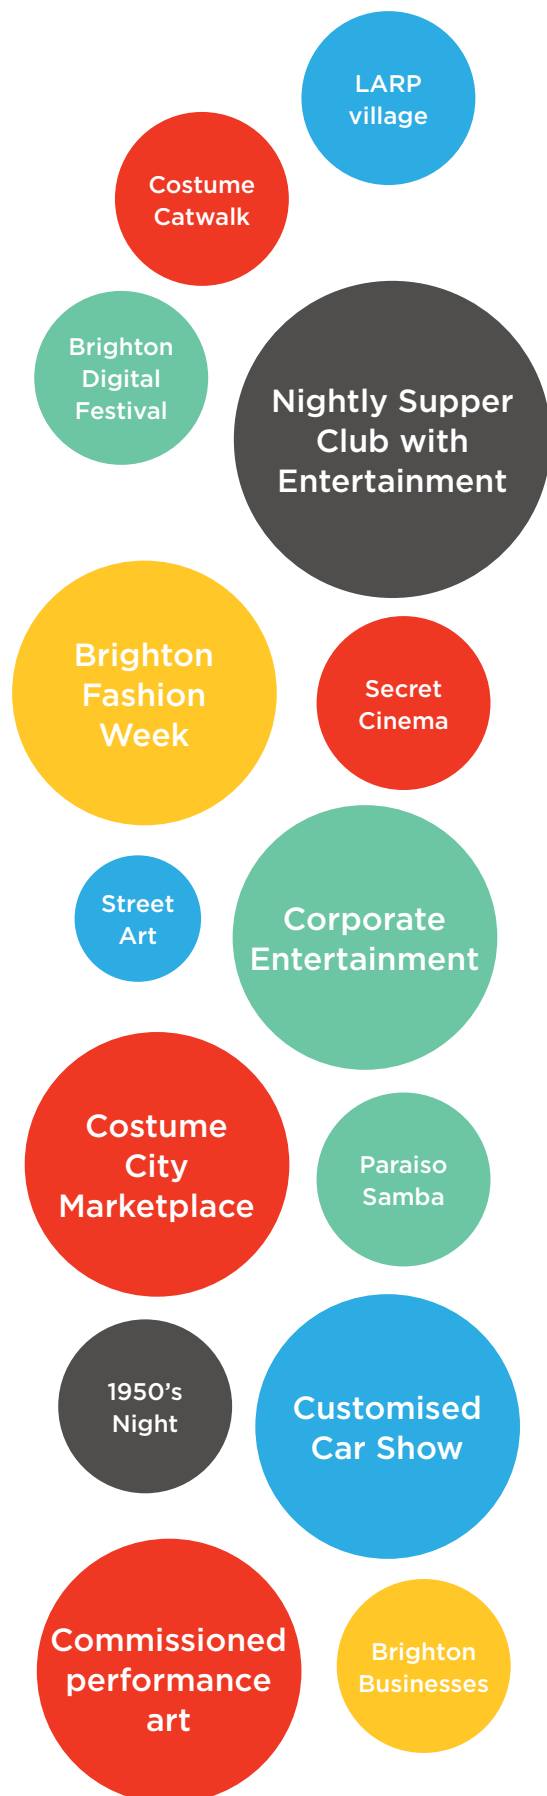 LARP
village
Costume
Catwalk
Brighton
Digital
Festival
Nightly Supper
Club with
Entertainment
Brighton
Fashion
Week
Secret
Cinema
Street
Art
Corporate
Entertainment
Costume
City
Marketplace
Paraiso
Samba
1950’s
Night
Customised
Car Show
Commissioned
performance
art
Brighton
Businesses